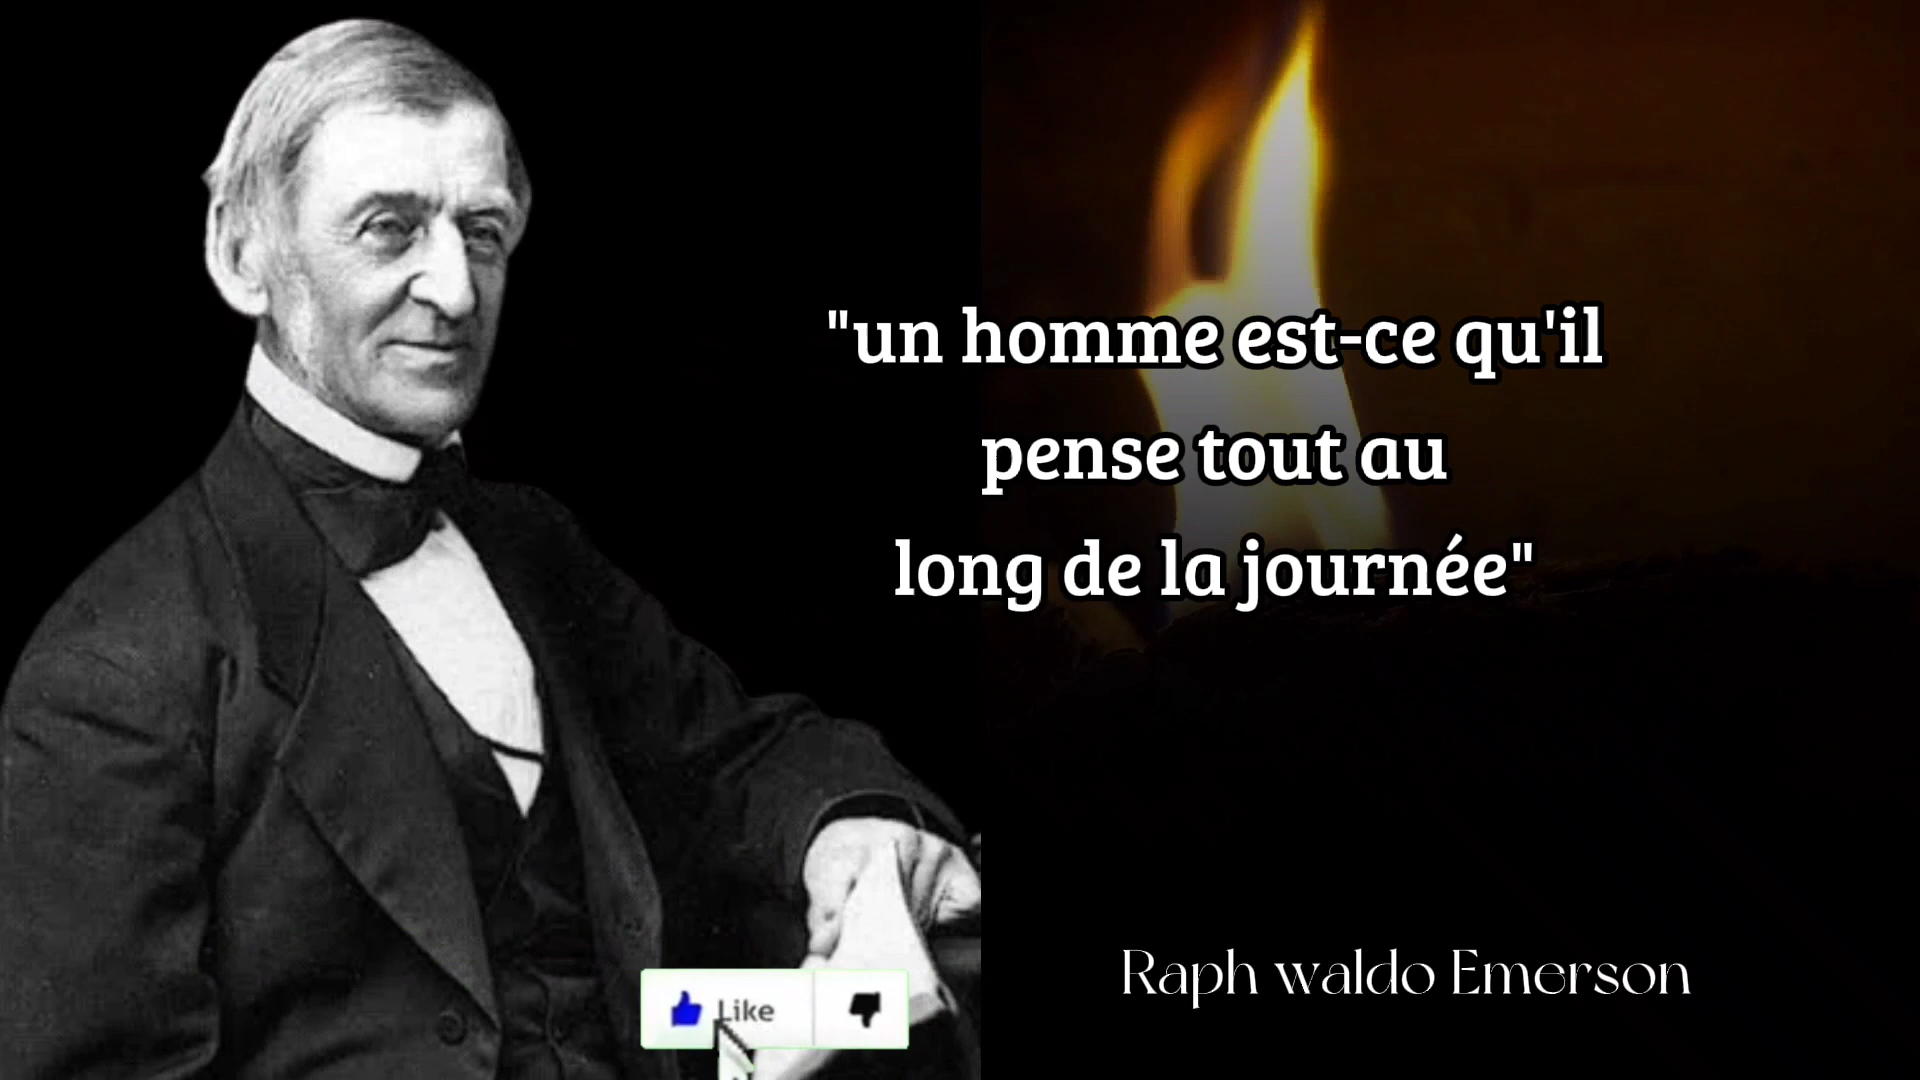 "un homme est-ce qu'il
pense tout au
long de la journée"
Raph waldo Emerson
Like